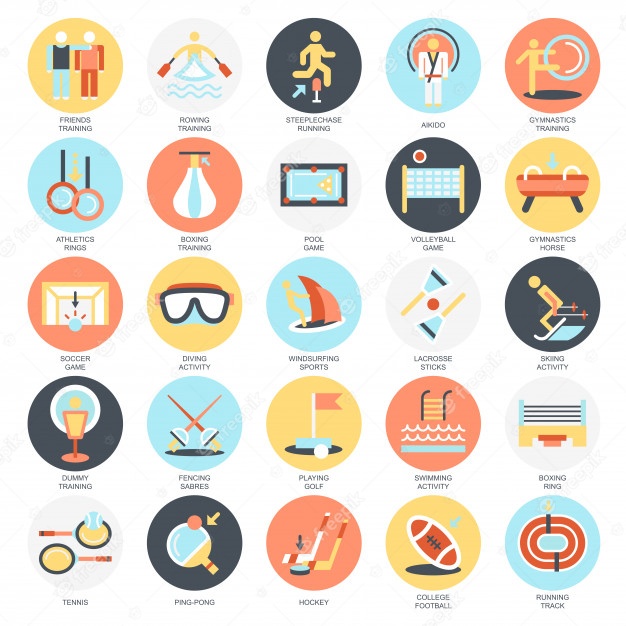 FRIENDS
TRAINING
ROWING
TRAINING
STEEPLECHASE
RUNNING
AIKIDO
GYMNASTICS
TRAINING
ATHLETICS
RINGS
BOXING
TRAINING
POOL
GAME
VOLLEYBALL
GAME
GYMNASTICS
HORSE
SOCCER
GAME
DIVING
ACTIVITY
WINDSURFING
SPORTS
LACROSSE
STICKS
SKIING
ACTIVITY
DUMMY
TRAINING
FENCING
SABRES
PLAYING
GOLF
SWIMMING
ACTIVITY
BOXING
RING
TENNIS
PING-PONG
HOCKEY
COLLEGE
FOOTBALL
RUNNING
TRACK